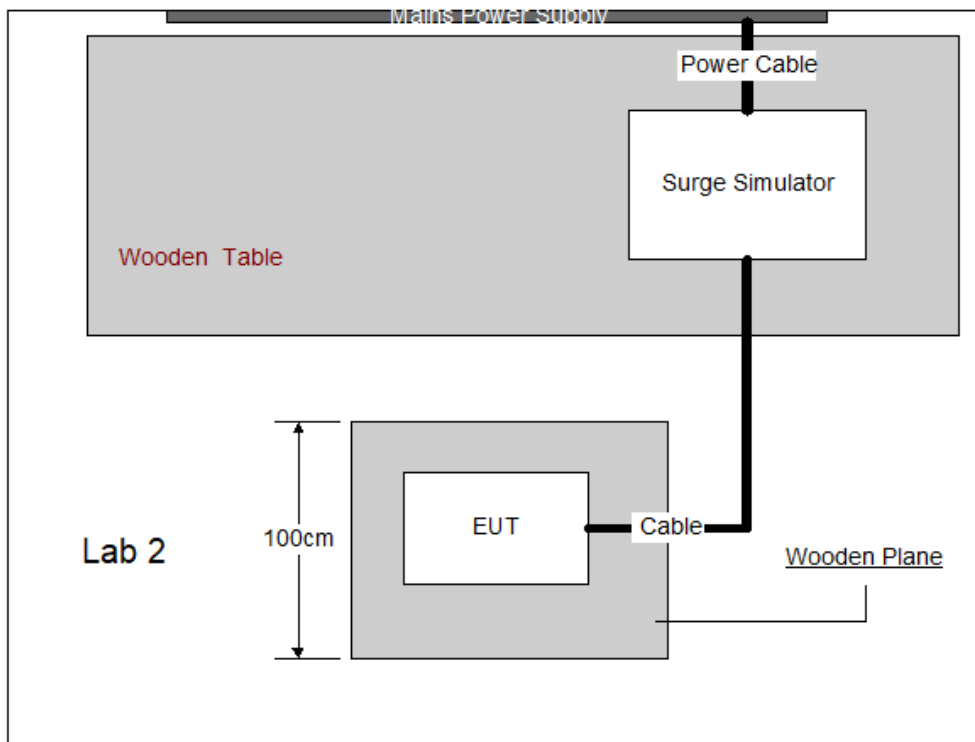 Mains Power Supply
Power Cable
Surge Simulator
Wooden Table
EUT
Cable
100cm
Lab 2
Wooden Plane